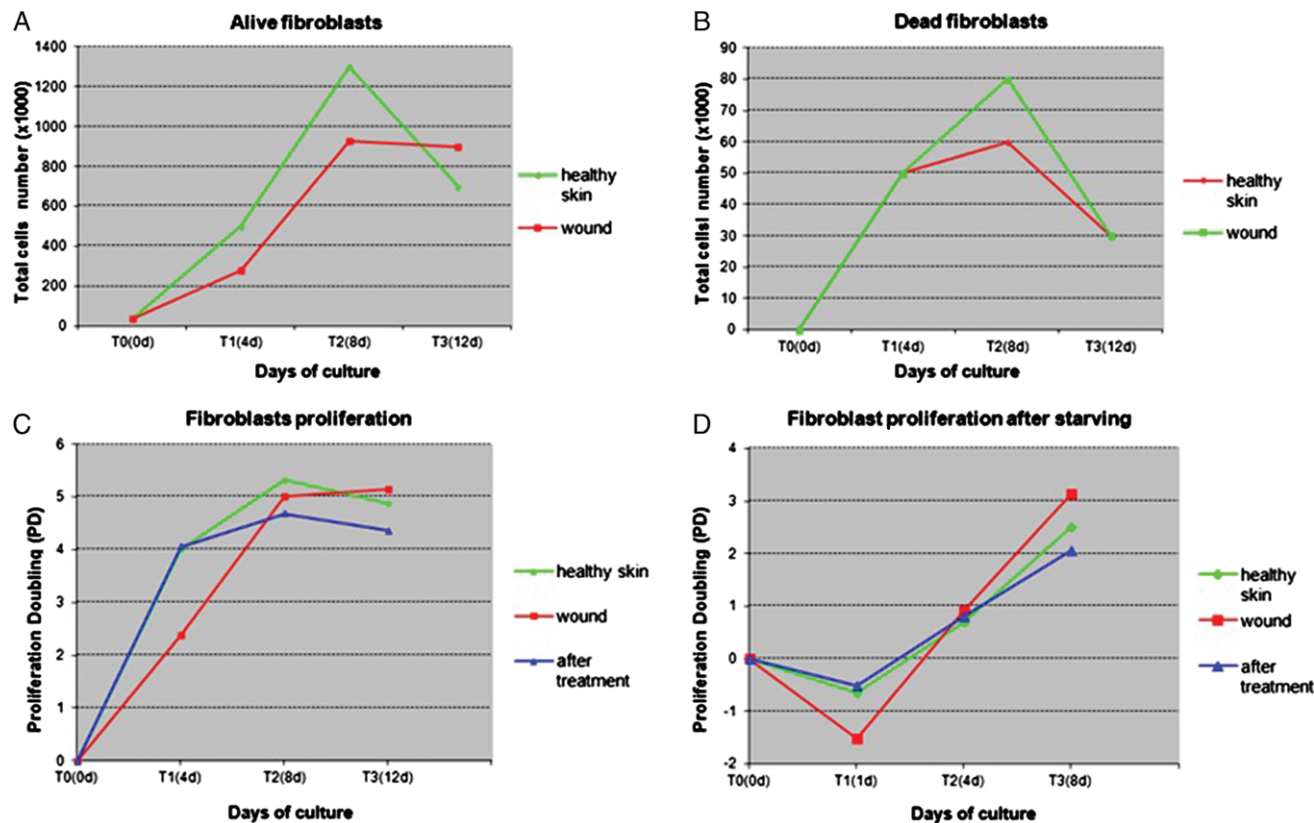 A
Alive fibroblasts
Total cells number (x1000)
1400
1200
1000
800
600
400
200
0
T0(0d) T1(4d) T2(8d) T3(12d)
Days of culture
healthy
skin
wound
B
Dead fibroblasts
Total cellsl number (x1000)
90
80
70
60
50
40
30
20
10
0
T0(0d) T1(4d) T2(8d) T3(12d)
Days of culture
healthy
skin
wound
C
Fibroblasts proliferation
Proliferation Doubling (PD)
6
5
4
3
2
1
0
T0(0d) T1(4d) T2(8d) T3(12d)
Days of culture
healthy skin
wound
after
treatment
D
Fibroblast proliferation after starving
Proliferation Doubling (PD)
4
3
2
1
0
-1
-2
T0(0d) T1(1d) T2(4d) T3(8d)
Days of culture
healthy
skin
wound
after
treatment